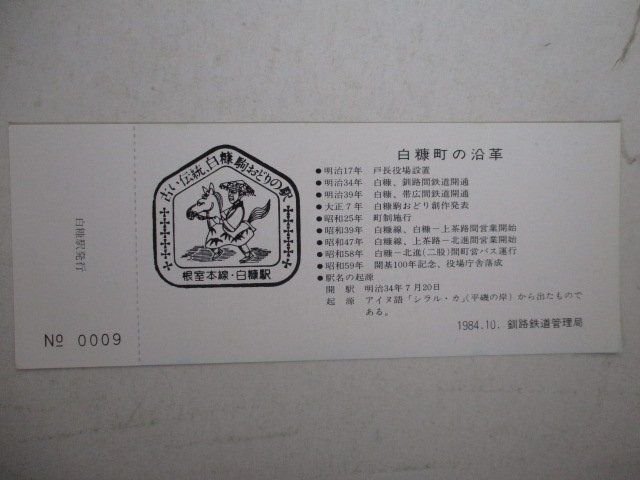 白糠駅発行
№ 0009
古い伝統、白糠駒おどりの駅
根室本線・白糠駅
白糠町の沿革
●明治17年 戸長役場設置
●明治34年 白糠、釧路間鉄道開通
●明治39年 白糠、帯広間鉄道開通
●大正7年 白糠駒おどり創作発表
●昭和25年 町制施行
●昭和39年 白糠線、白糠－上茶路間営業開始
●昭和47年 白糠線、上茶路－北進間営業開始
●昭和58年 白糠－北進(二股)間町営バス運行
●昭和59年 開基100年記念、役場庁舎落成
●駅名の起源
開駅 明治34年7月20日
起源 アイヌ語「シラル・カ」(平磯の岸)から出たもので
ある。
1984.10. 釧路鉄道管理局